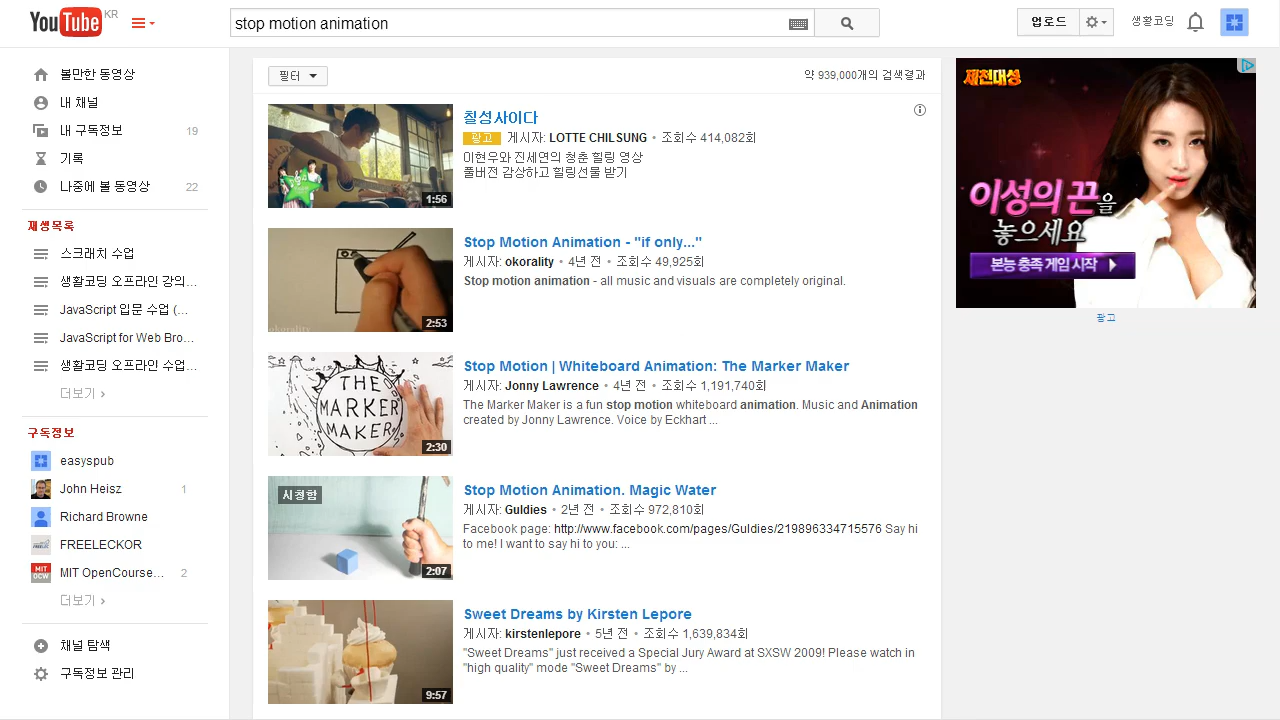 YouTube KR
stop motion animation
업로드
생활코딩
볼만한 동영상
내 채널
내 구독정보 19
기록
나중에 볼 동영상 22
재생목록
스크래치 수업
생활코딩 오프라인 강의...
JavaScript 입문 수업 (...
JavaScript for Web Bro...
생활코딩 오프라인 수업...
더보기 ›
구독정보
easyspub
John Heisz 1
Richard Browne
FREELECKOR
MIT OpenCourse... 2
더보기 ›
채널 탐색
구독정보 관리
필터
약 939,000개의 검색결과
1:56
칠성사이다
광고 게시자: LOTTE CHILSUNG • 조회수 414,082회
이현우와 진세연의 청춘 힐링 영상
풀버전 감상하고 힐링선물 받기
okorality
2:53
Stop Motion Animation - "if only..."
게시자: okorality • 4년 전 • 조회수 49,925회
Stop motion animation - all music and visuals are completely original.
THE
MARKER
MAKER
2:30
Stop Motion | Whiteboard Animation: The Marker Maker
게시자: Jonny Lawrence • 4년 전 • 조회수 1,191,740회
The Marker Maker is a fun stop motion whiteboard animation. Music and Animation
created by Jonny Lawrence. Voice by Eckhart ...
시청함
2:07
Stop Motion Animation. Magic Water
게시자: Guldies • 2년 전 • 조회수 972,810회
Facebook page: http://www.facebook.com/pages/Guldies/219896334715576 Say hi
to me! I want to say hi to you: ...
9:57
Sweet Dreams by Kirsten Lepore
게시자: kirstenlepore • 5년 전 • 조회수 1,639,834회
"Sweet Dreams" just received a Special Jury Award at SXSW 2009! Please watch in
"high quality" mode "Sweet Dreams" by ...
제천대성
이성의 끈을
놓으세요
본능 충족 게임 시작
광고
MIT
OCW